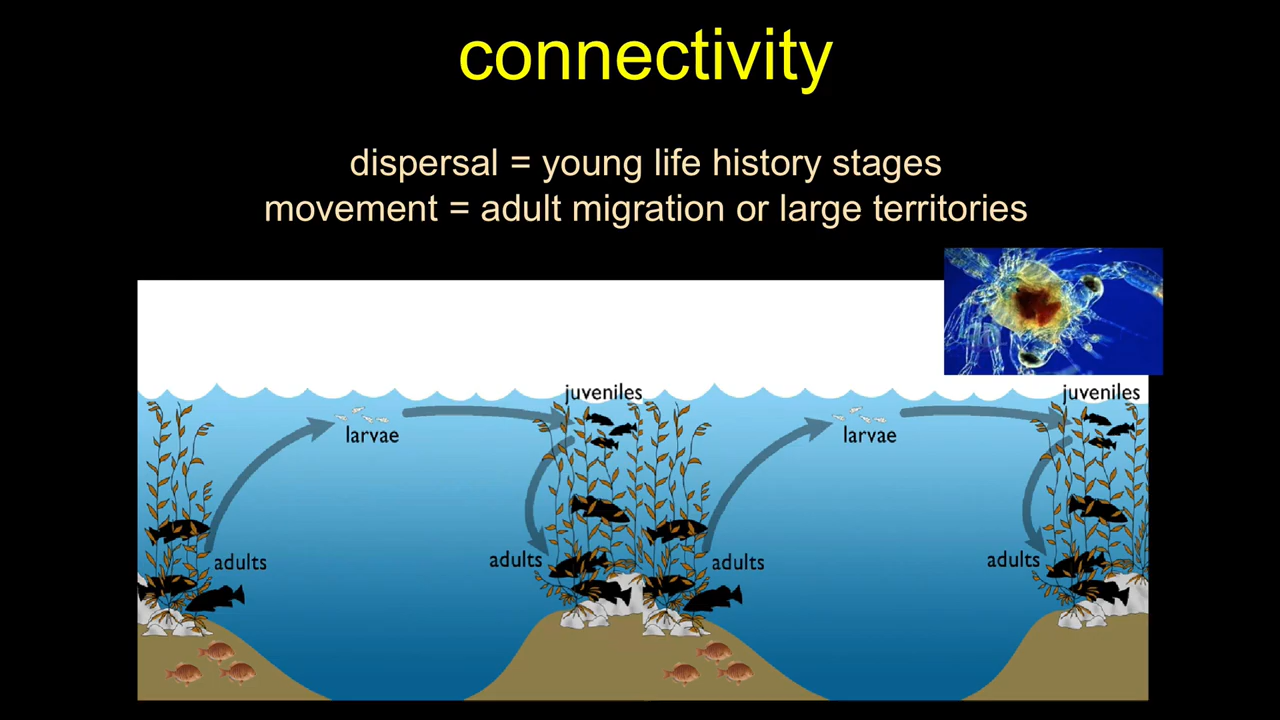 connectivity
dispersal = young life history stages
movement = adult migration or large territories
juveniles
larvae
adults
adults
juveniles
larvae
adults
adults